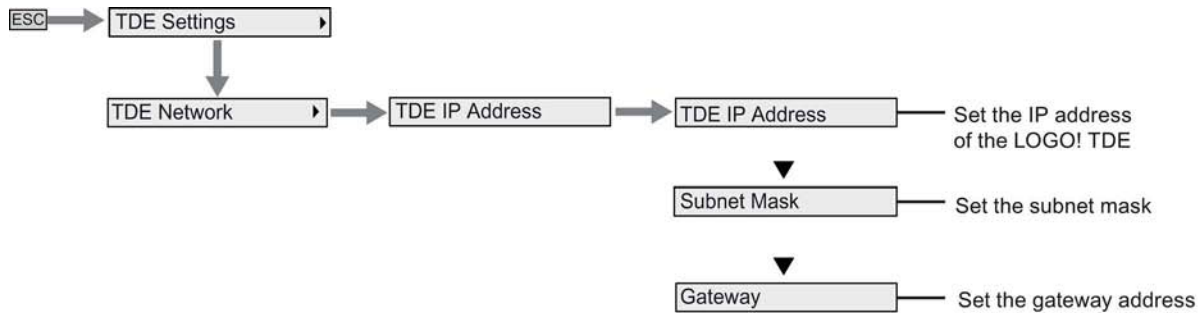 ESC
TDE Settings
TDE Network
TDE IP Address
TDE IP Address
Set the IP address
of the LOGO! TDE
Subnet Mask
Set the subnet mask
Gateway
Set the gateway address